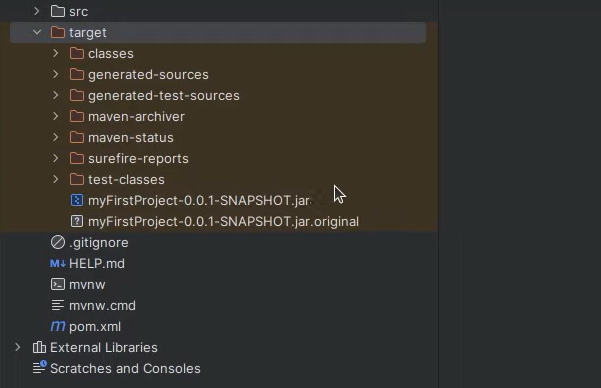 src
target
classes
generated-sources
generated-test-sources
maven-archiver
maven-status
surefire-reports
test-classes
myFirstProject-0.0.1-SNAPSHOT.jar
myFirstProject-0.0.1-SNAPSHOT.jar.original
.gitignore
M↓ HELP.md
mvnw
mvnw.cmd
m pom.xml
External Libraries
Scratches and Consoles